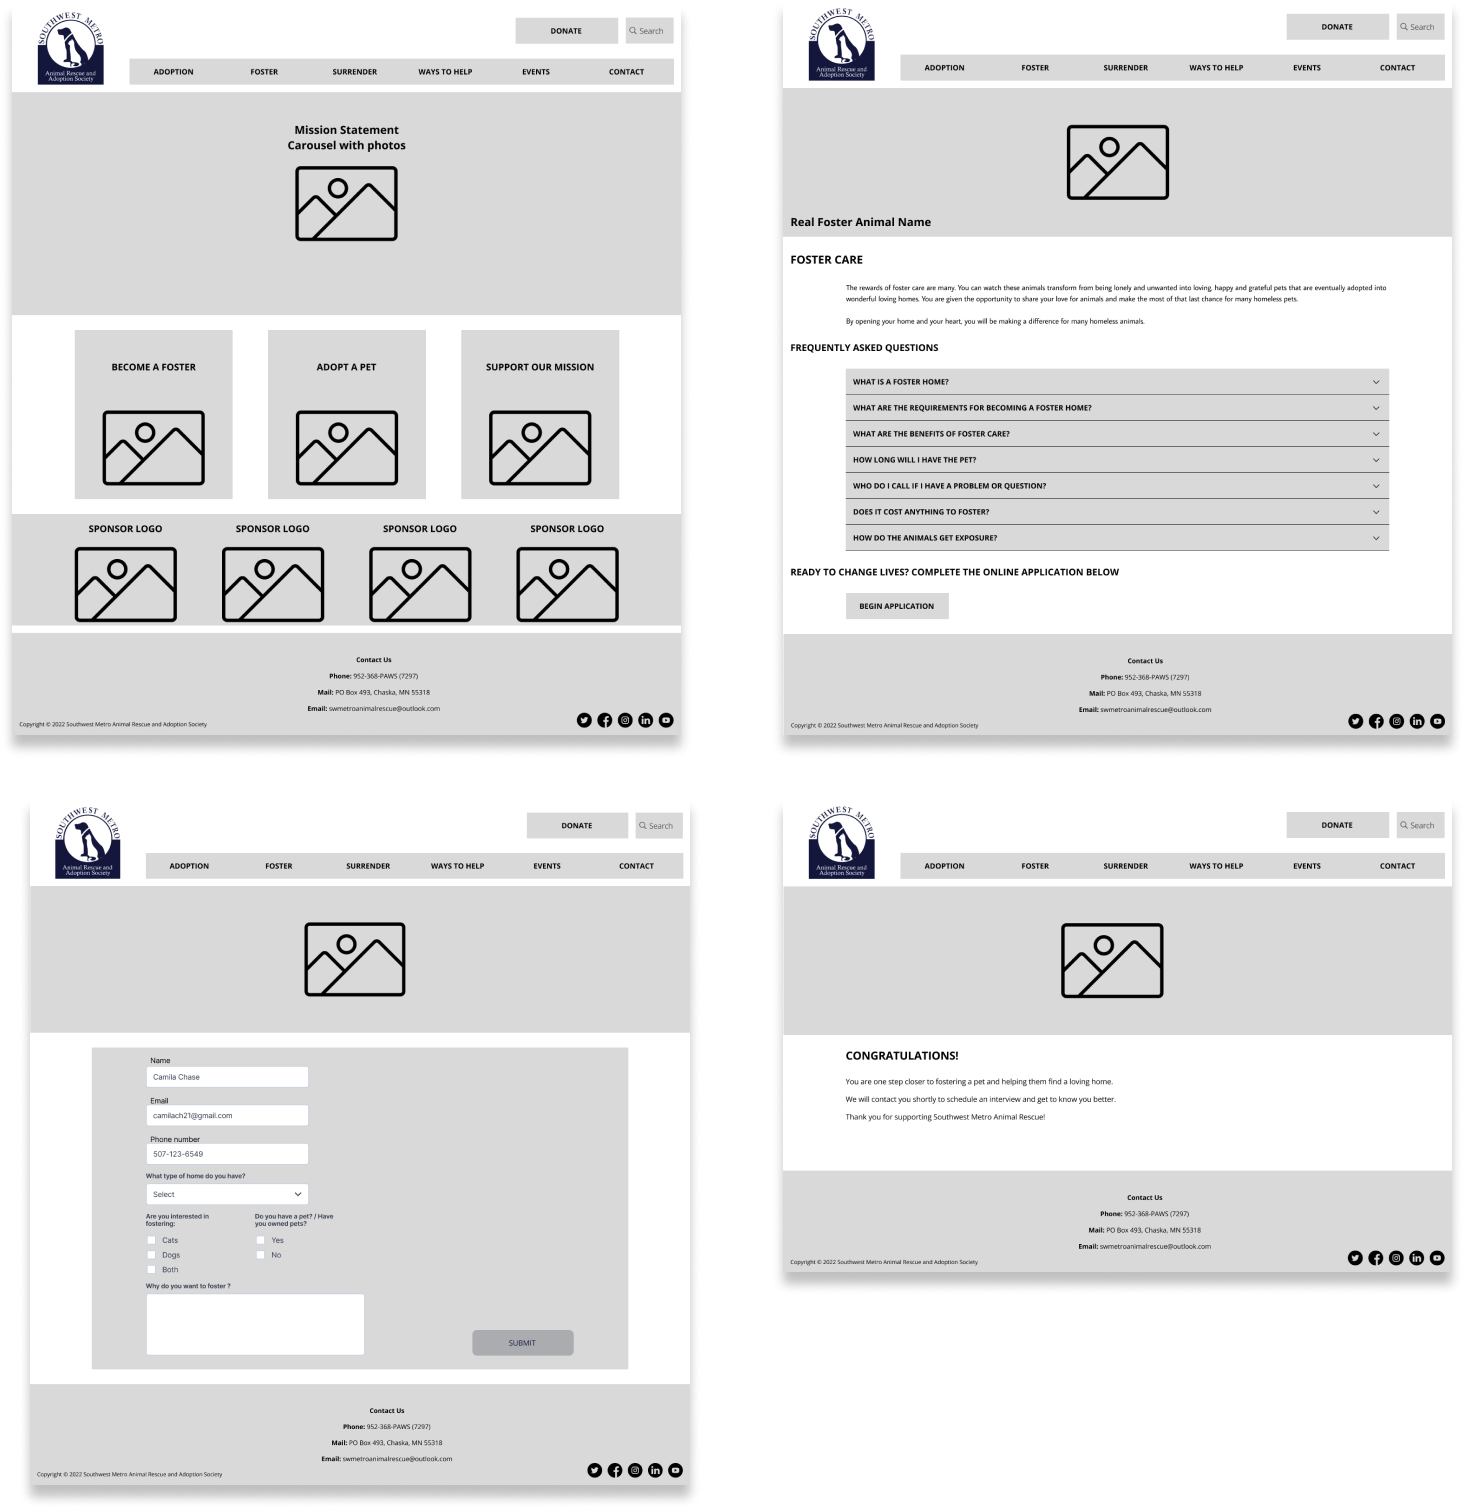 SOUTHWEST METRO
Animal Rescue and
Adoption Society
DONATE
Search
ADOPTION FOSTER SURRENDER WAYS TO HELP EVENTS CONTACT
Mission Statement
Carousel with photos
BECOME A FOSTER ADOPT A PET SUPPORT OUR MISSION
SPONSOR LOGO SPONSOR LOGO SPONSOR LOGO SPONSOR LOGO
Contact Us
Phone: 952-368-PAWS (7297)
Mail: PO Box 493, Chaska, MN 55318
Email: swmetroanimalrescue@outlook.com
Copyright © 2022 Southwest Metro Animal Rescue and Adoption Society
SOUTHWEST METRO
Animal Rescue and
Adoption Society
DONATE
Search
ADOPTION FOSTER SURRENDER WAYS TO HELP EVENTS CONTACT
Real Foster Animal Name
FOSTER CARE
The rewards of foster care are many. You can watch these animals transform from being lonely and unwanted into loving, happy and grateful pets that are eventually adopted into
wonderful loving homes. You are given the opportunity to share your love for animals and make the most of that last chance for many homeless pets.
By opening your home and your heart, you will be making a difference for many homeless animals.
FREQUENTLY ASKED QUESTIONS
WHAT IS A FOSTER HOME?
WHAT ARE THE REQUIREMENTS FOR BECOMING A FOSTER HOME?
WHAT ARE THE BENEFITS OF FOSTER CARE?
HOW LONG WILL I HAVE THE PET?
WHO DO I CALL IF I HAVE A PROBLEM OR QUESTION?
DOES IT COST ANYTHING TO FOSTER?
HOW DO THE ANIMALS GET EXPOSURE?
READY TO CHANGE LIVES? COMPLETE THE ONLINE APPLICATION BELOW
BEGIN APPLICATION
Contact Us
Phone: 952-368-PAWS (7297)
Mail: PO Box 493, Chaska, MN 55318
Email: swmetroanimalrescue@outlook.com
Copyright © 2022 Southwest Metro Animal Rescue and Adoption Society
SOUTHWEST METRO
Animal Rescue and
Adoption Society
DONATE
Search
ADOPTION FOSTER SURRENDER WAYS TO HELP EVENTS CONTACT
Name
Camila Chase
Email
camilach21@gmail.com
Phone number
507-123-6549
What type of home do you have?
Select
Are you interested in
fostering:
Cats
Dogs
Both
Do you have a pet? / Have
you owned pets?
Yes
No
Why do you want to foster ?
SUBMIT
Contact Us
Phone: 952-368-PAWS (7297)
Mail: PO Box 493, Chaska, MN 55318
Email: swmetroanimalrescue@outlook.com
Copyright © 2022 Southwest Metro Animal Rescue and Adoption Society
SOUTHWEST METRO
Animal Rescue and
Adoption Society
DONATE
Search
ADOPTION FOSTER SURRENDER WAYS TO HELP EVENTS CONTACT
CONGRATULATIONS!
You are one step closer to fostering a pet and helping them find a loving home.
We will contact you shortly to schedule an interview and get to know you better.
Thank you for supporting Southwest Metro Animal Rescue!
Contact Us
Phone: 952-368-PAWS (7297)
Mail: PO Box 493, Chaska, MN 55318
Email: swmetroanimalrescue@outlook.com
Copyright © 2022 Southwest Metro Animal Rescue and Adoption Society